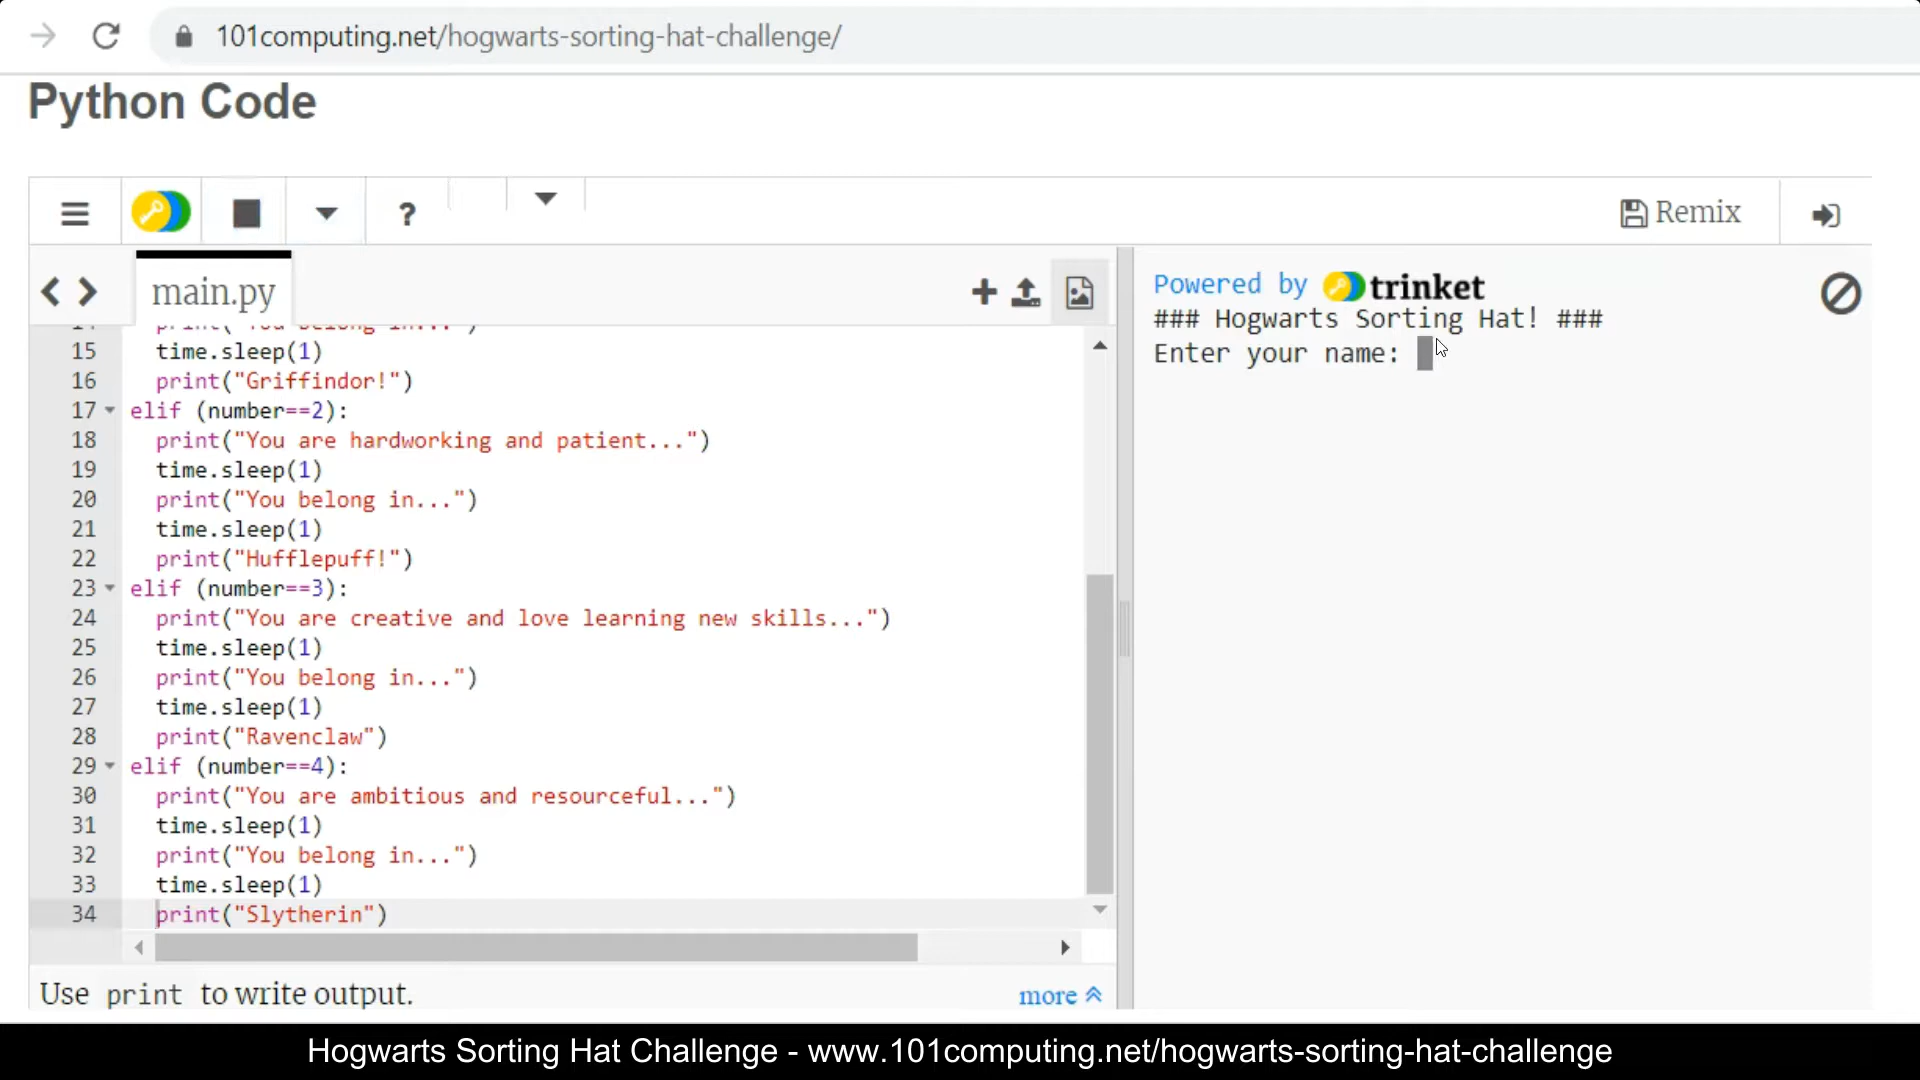 101computing.net/hogwarts-sorting-hat-challenge/
Python Code
?
Remix
main.py
Powered by trinket
### Hogwarts Sorting Hat! ###
Enter your name:
14 print("You belong in...")
15 time.sleep(1)
16 print("Griffindor!")
17 elif (number==2):
18 print("You are hardworking and patient...")
19 time.sleep(1)
20 print("You belong in...")
21 time.sleep(1)
22 print("Hufflepuff!")
23 elif (number==3):
24 print("You are creative and love learning new skills...")
25 time.sleep(1)
26 print("You belong in...")
27 time.sleep(1)
28 print("Ravenclaw")
29 elif (number==4):
30 print("You are ambitious and resourceful...")
31 time.sleep(1)
32 print("You belong in...")
33 time.sleep(1)
34 print("Slytherin")
Use print to write output.
more
Hogwarts Sorting Hat Challenge - www.101computing.net/hogwarts-sorting-hat-challenge